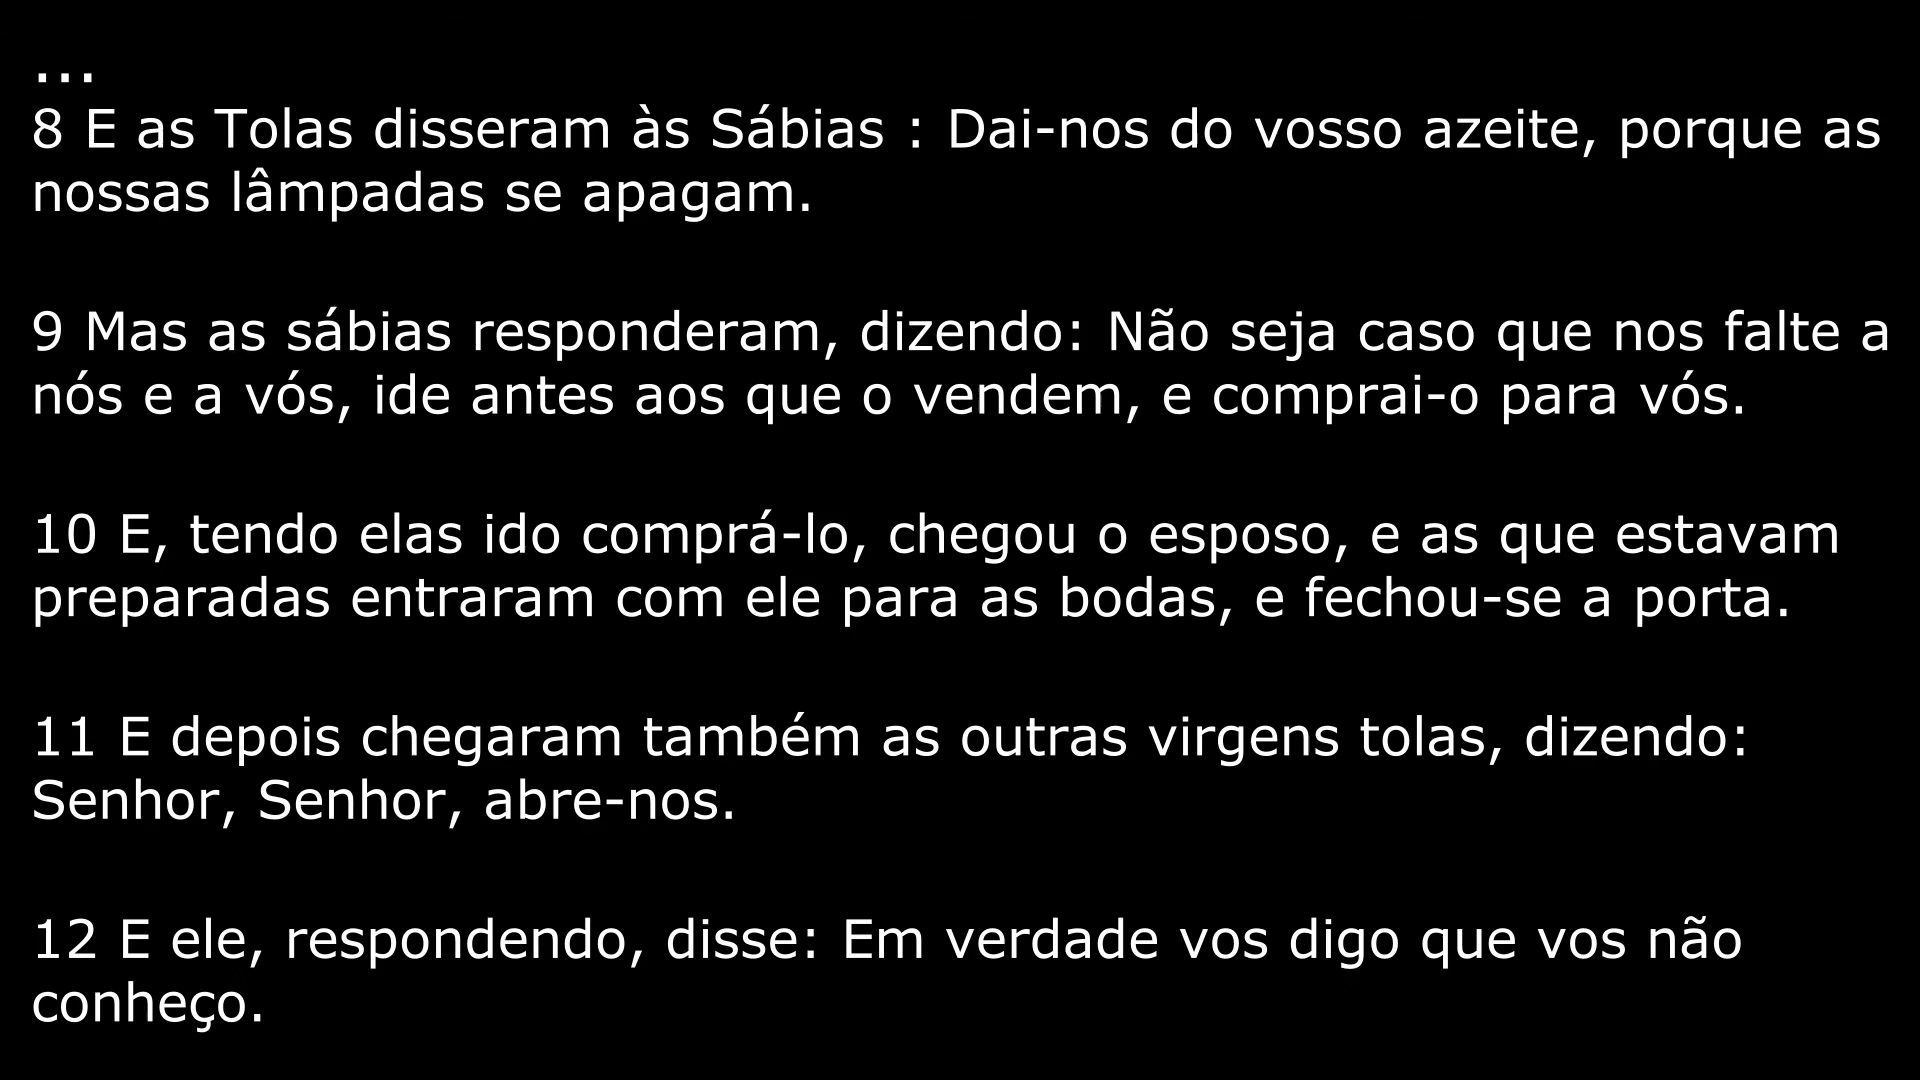 ...
8 E as Tolas disseram às Sábias : Dai-nos do vosso azeite, porque as
nossas lâmpadas se apagam.
9 Mas as sábias responderam, dizendo: Não seja caso que nos falte a
nós e a vós, ide antes aos que o vendem, e comprai-o para vós.
10 E, tendo elas ido comprá-lo, chegou o esposo, e as que estavam
preparadas entraram com ele para as bodas, e fechou-se a porta.
11 E depois chegaram também as outras virgens tolas, dizendo:
Senhor, Senhor, abre-nos.
12 E ele, respondendo, disse: Em verdade vos digo que vos não
conheço.